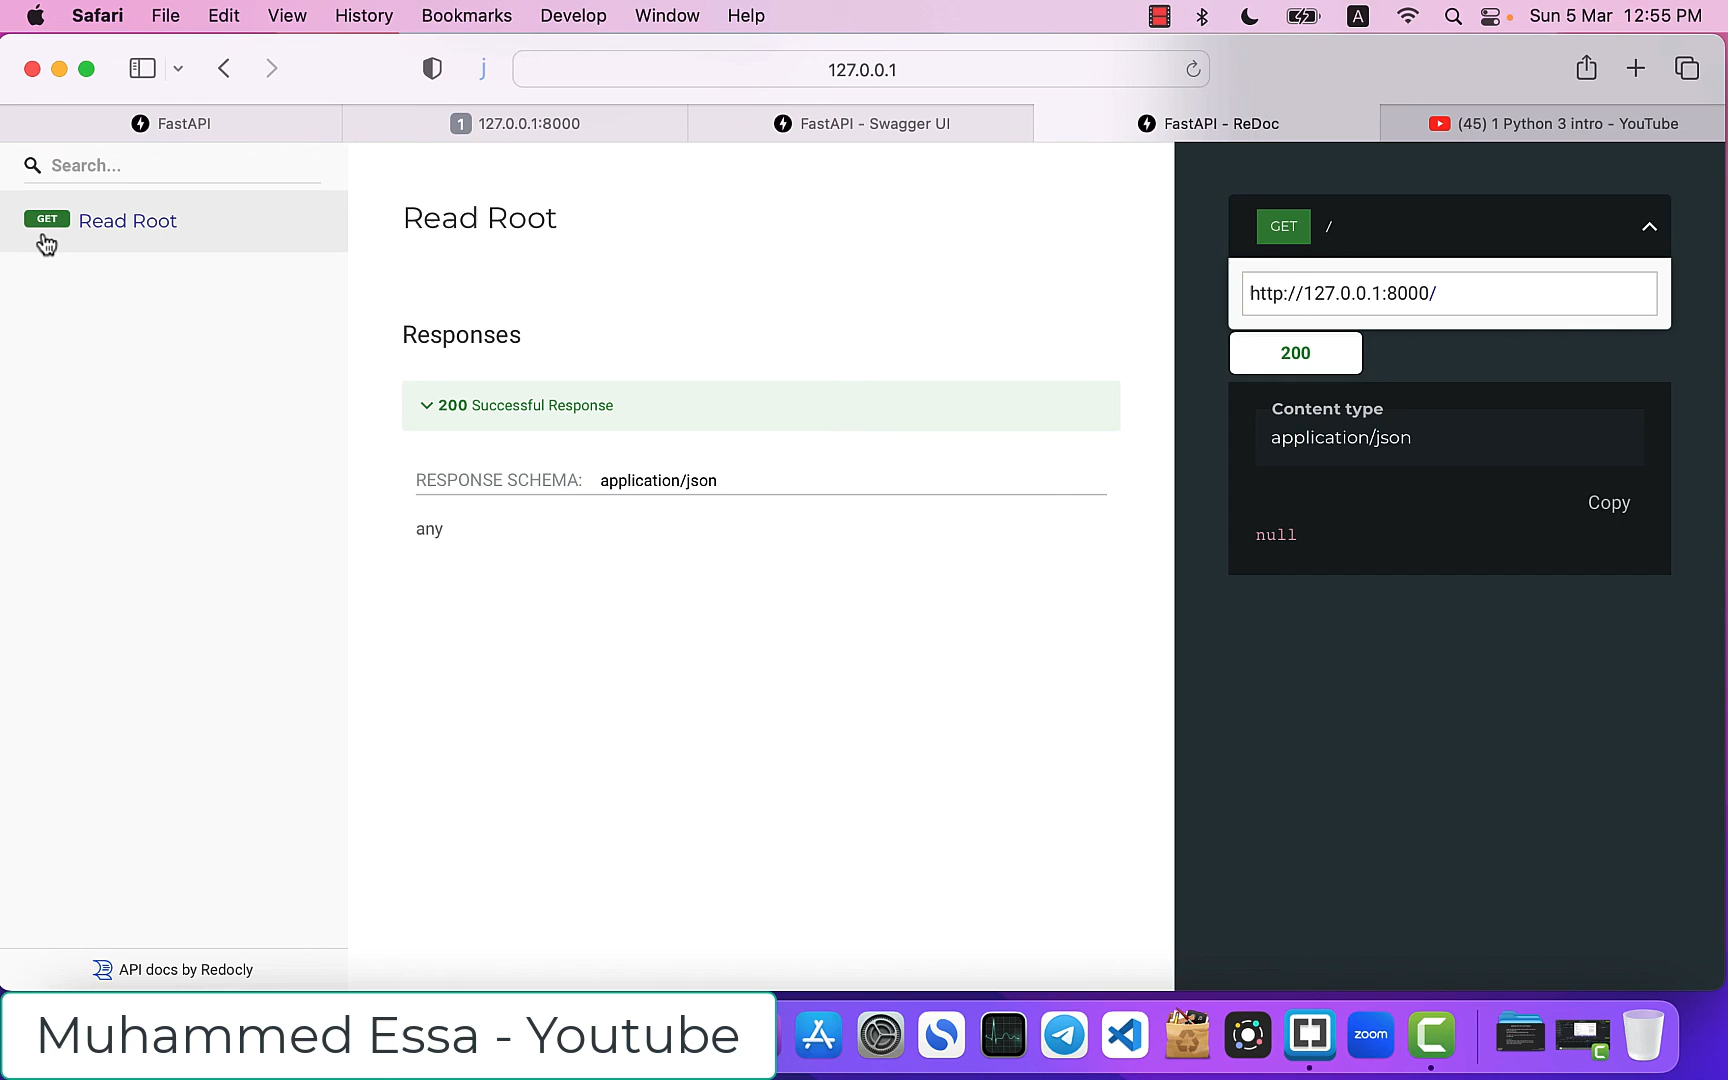 Safari File Edit View History Bookmarks Develop Window Help A Sun 5 Mar 12:55 PM
j 127.0.0.1
FastAPI 1 127.0.0.1:8000 FastAPI - Swagger UI FastAPI - ReDoc (45) 1 Python 3 intro - YouTube
Search...
GET Read Root
Read Root
Responses
200 Successful Response
RESPONSE SCHEMA: application/json
any
GET /
http://127.0.0.1:8000/
200
Content type
application/json
Copy
null
API docs by Redocly
Muhammed Essa - Youtube
zoom
C